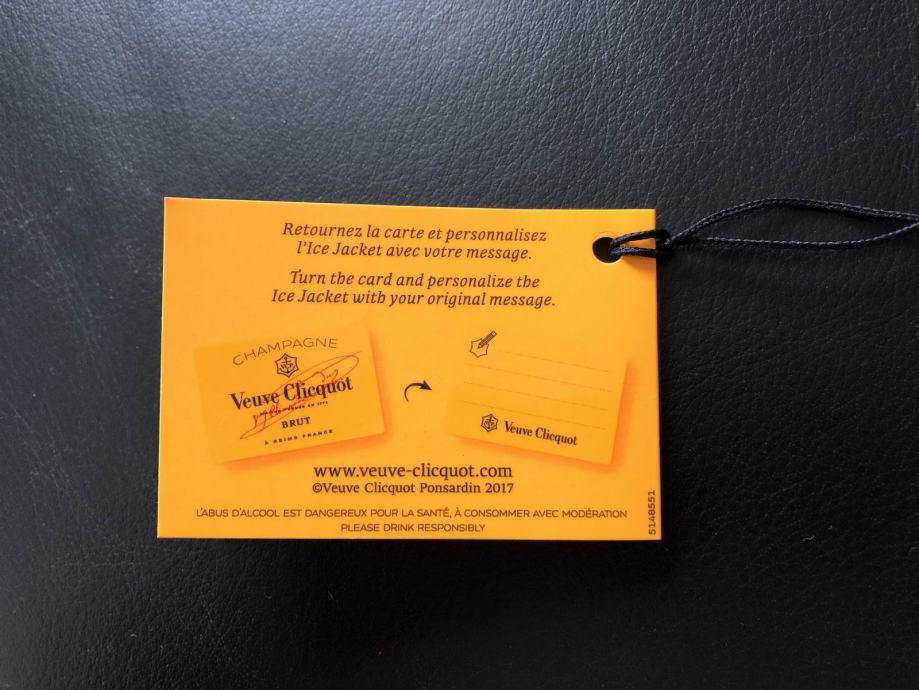 Retournez la carte et personnalisez
l'Ice Jacket avec votre message.
Turn the card and personalize the
Ice Jacket with your original message.
CHAMPAGNE
Veuve Clicquot
BRUT
À REIMS FRANCE
Veuve Clicquot
www.veuve-clicquot.com
©Veuve Clicquot Ponsardin 2017
L'ABUS D'ALCOOL EST DANGEREUX POUR LA SANTÉ, À CONSOMMER AVEC MODÉRATION
PLEASE DRINK RESPONSIBLY
5148551